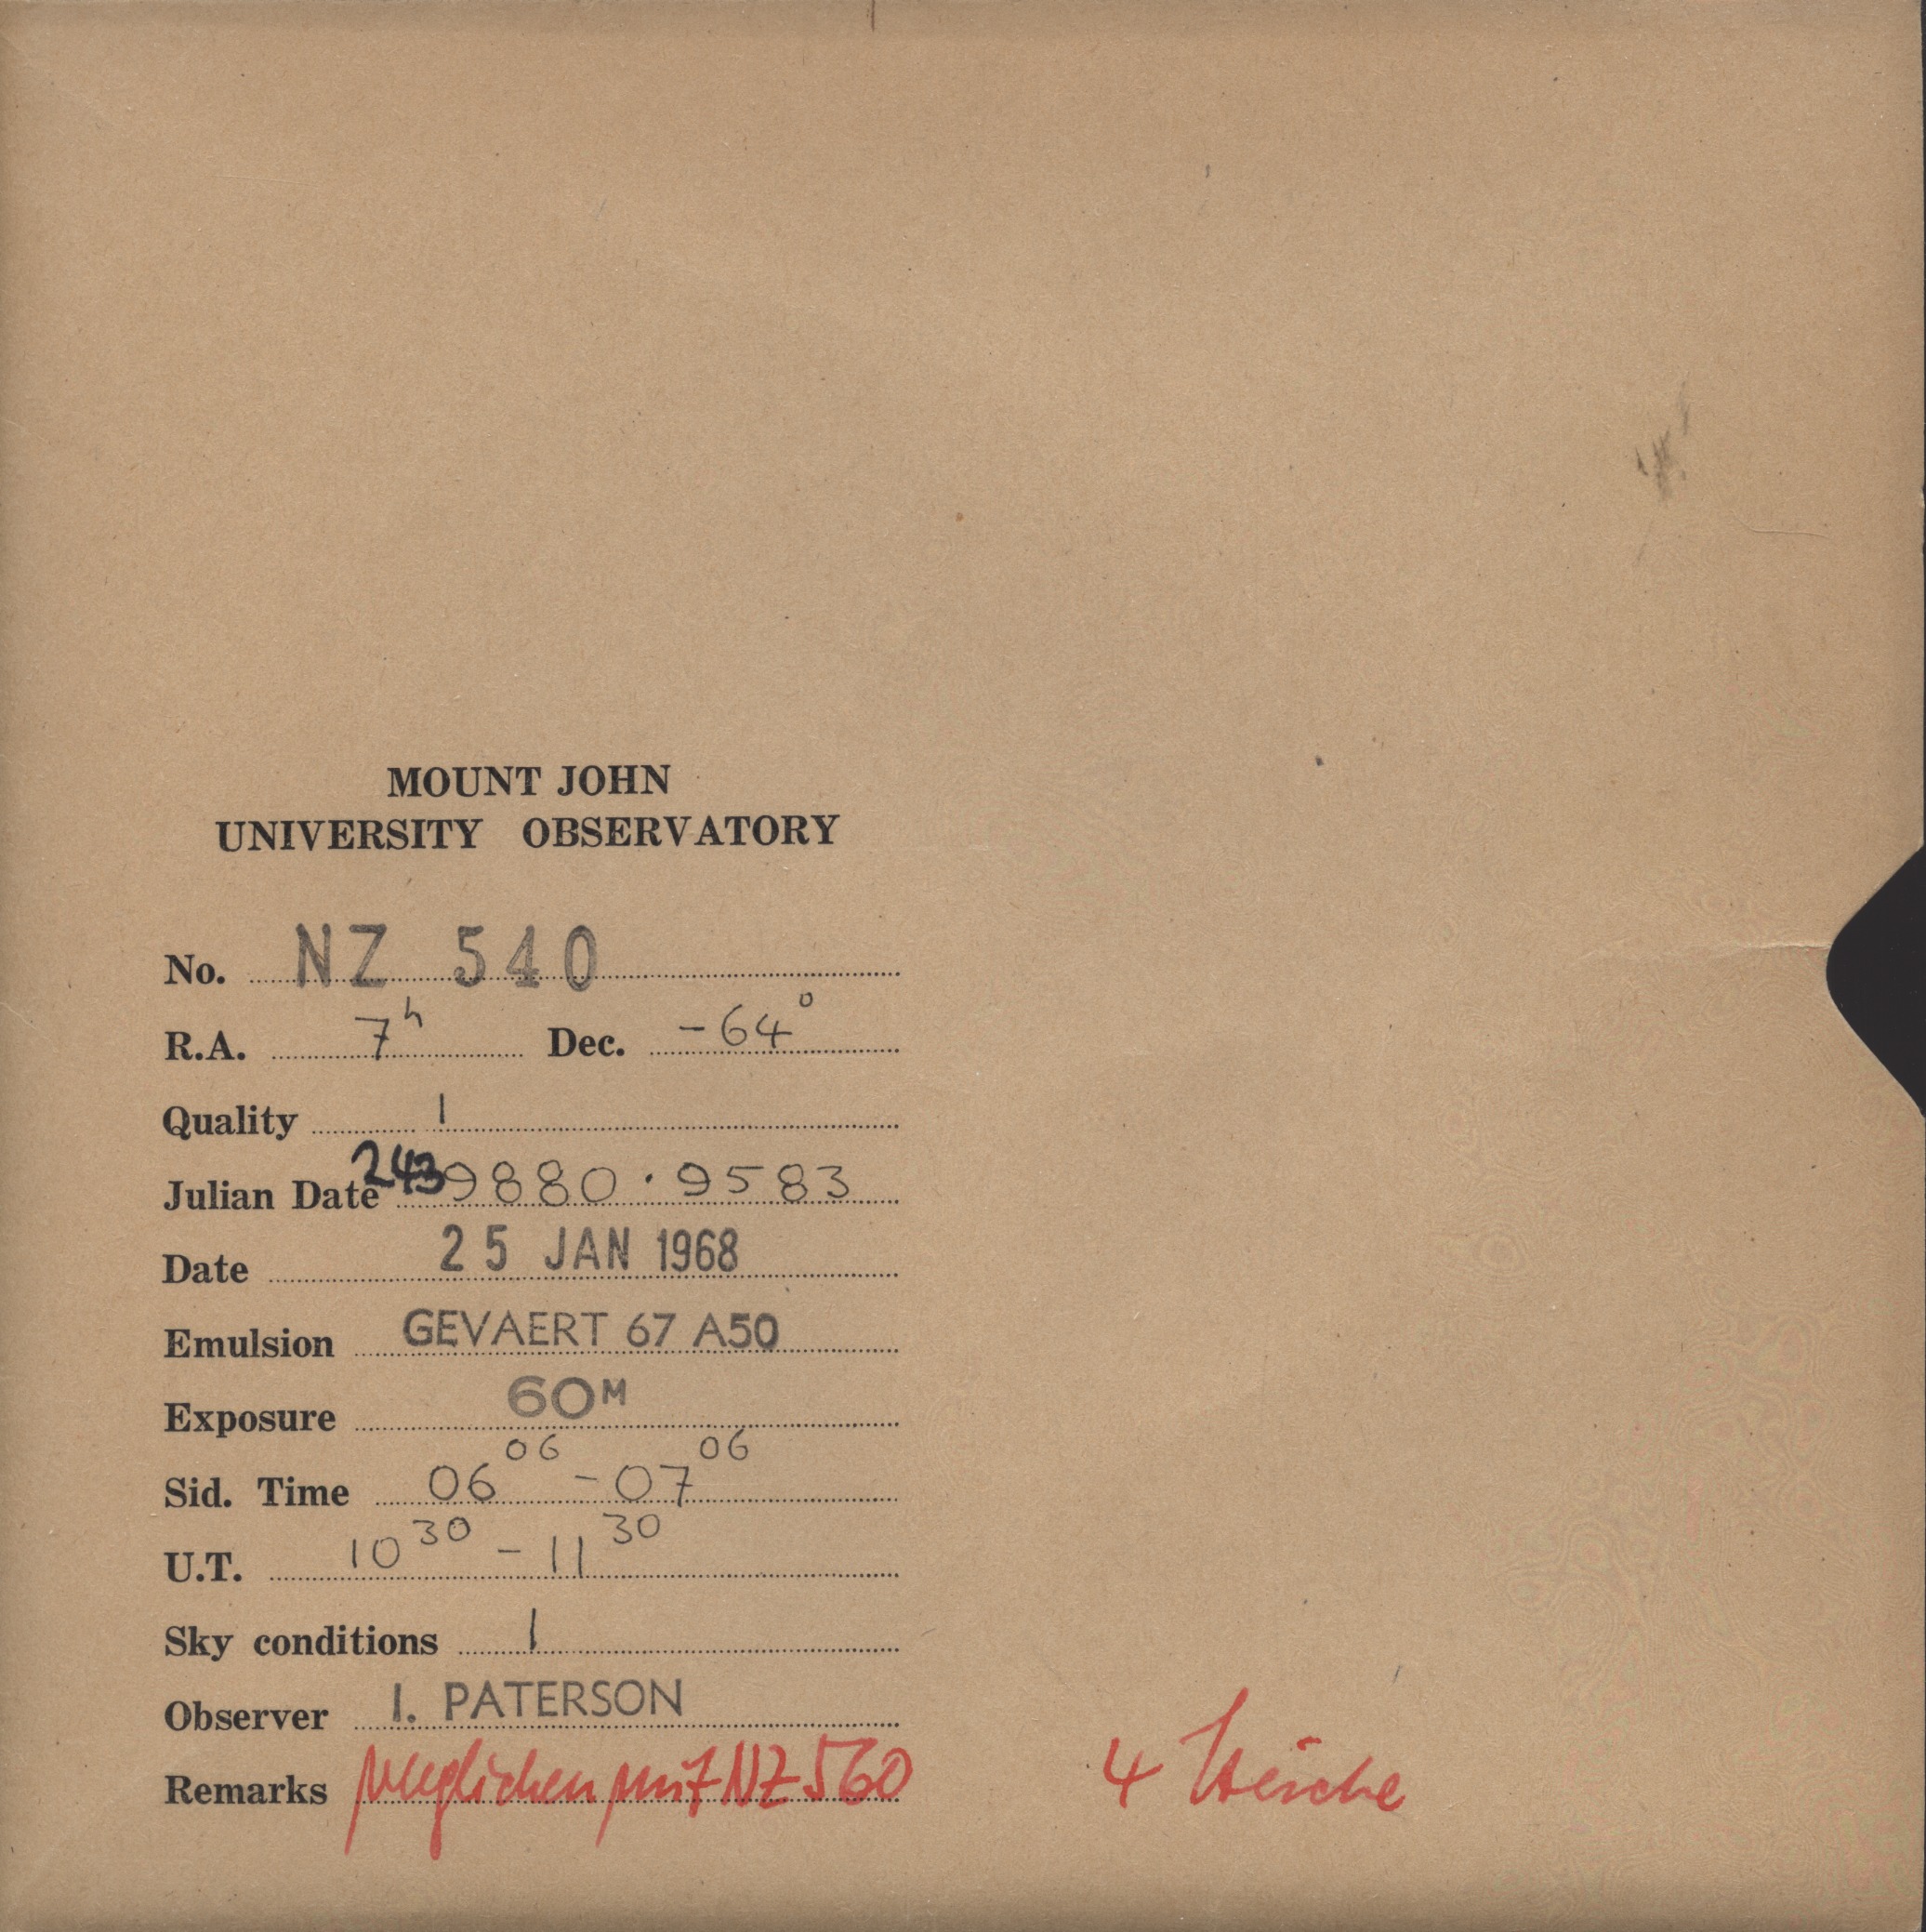 MOUNT JOHN
UNIVERSITY OBSERVATORY
No. NZ 540
R.A. 7h Dec. -64°
Quality 1
Julian Date 2439880.9583
Date 25 JAN 1968
Emulsion GEVAERT 67 A50
Exposure 60M
Sid. Time 06 06 - 07 06
U.T. 10 30 - 11 30
Sky conditions 1
Observer I. PATERSON
Remarks verglichen mit NZ 560
4